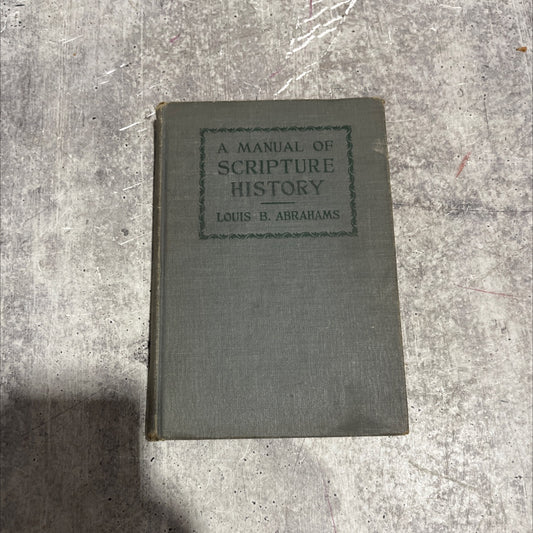 A MANUAL OF
SCRIPTURE
HISTORY
LOUIS B. ABRAHAMS